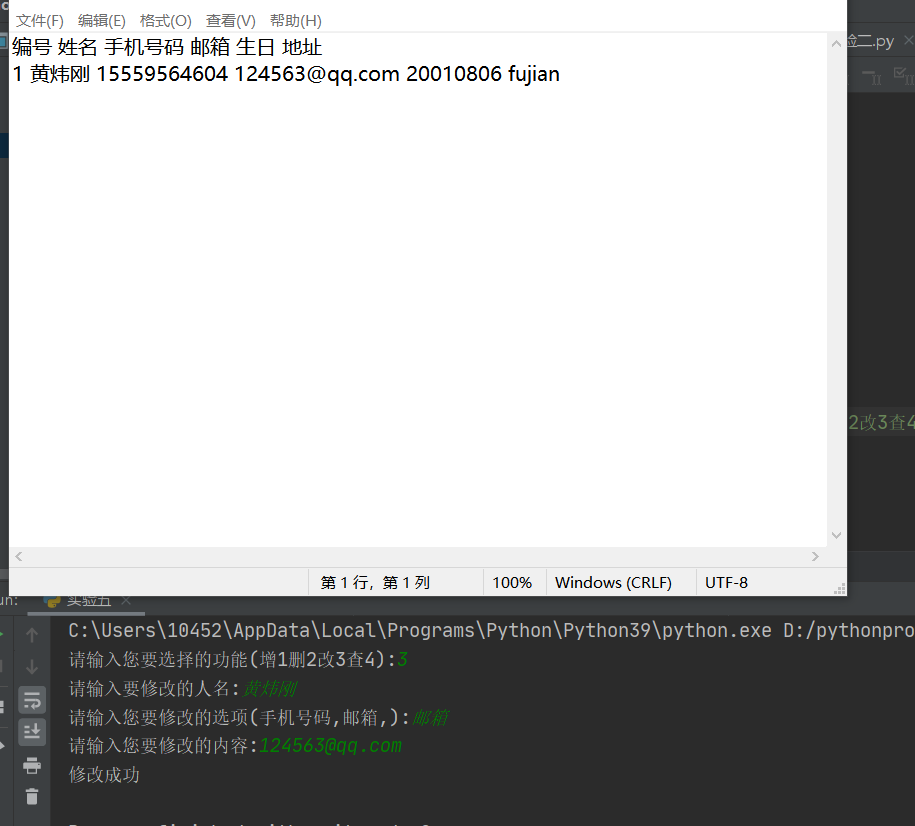 文件(F) 编辑(E) 格式(O) 查看(V) 帮助(H)
编号 姓名 手机号码 邮箱 生日 地址
1 黄炜刚 15559564604 124563@qq.com 20010806 fujian
验二.py
2改3查4
第 1 行，第 1 列 100% Windows (CRLF) UTF-8
un: 实验五
C:\Users\10452\AppData\Local\Programs\Python\Python39\python.exe D:/pythonpro
请输入您要选择的功能(增1删2改3查4):3
请输入要修改的人名:黄炜刚
请输入您要修改的选项(手机号码,邮箱,):邮箱
请输入您要修改的内容:124563@qq.com
修改成功